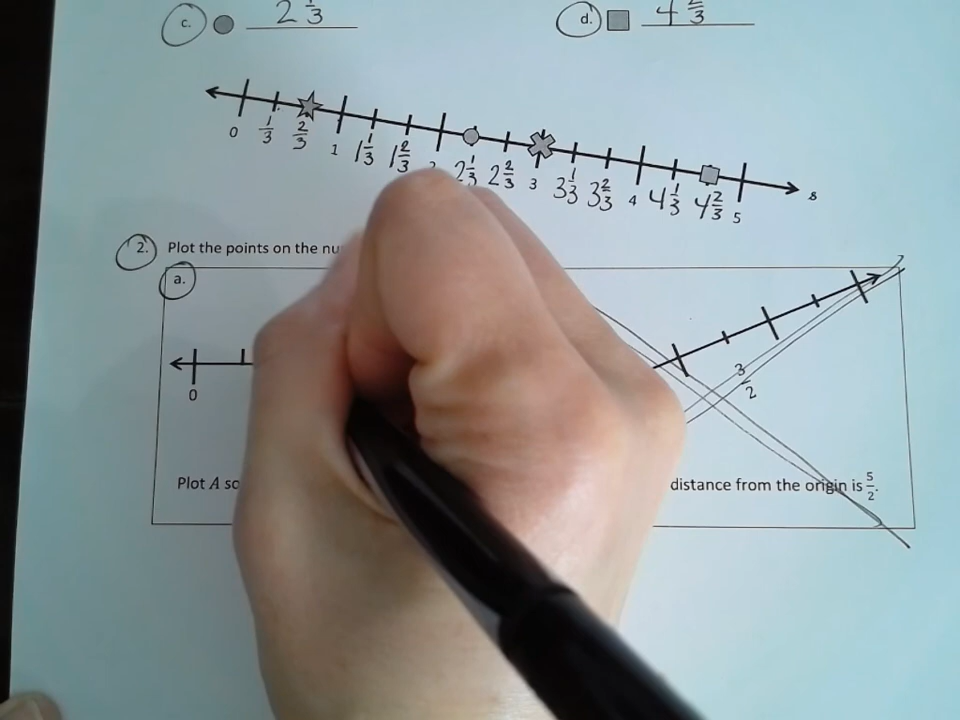 c. 2 1/3 d. 4 2/3
0 1/3 2/3 1 1 1/3 1 2/3 2 1/3 2 2/3 3 3 1/3 3 2/3 4 4 1/3 4 2/3 5 s
2. Plot the points on the
a.
3/2
0
Plot A distance from the origin is 5/2.